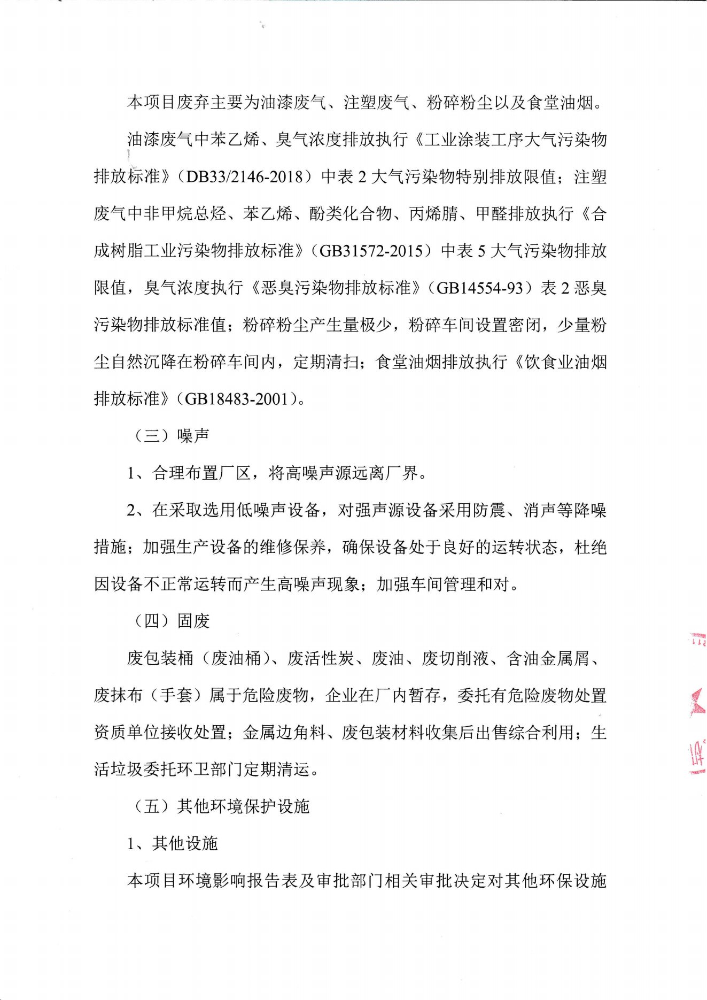 本项目废弃主要为油漆废气、注塑废气、粉碎粉尘以及食堂油烟。
油漆废气中苯乙烯、臭气浓度排放执行《工业涂装工序大气污染物
排放标准》（DB33/2146-2018）中表 2 大气污染物特别排放限值；注塑
废气中非甲烷总烃、苯乙烯、酚类化合物、丙烯腈、甲醛排放执行《合
成树脂工业污染物排放标准》（GB31572-2015）中表 5 大气污染物排放
限值，臭气浓度执行《恶臭污染物排放标准》（GB14554-93）表 2 恶臭
污染物排放标准值；粉碎粉尘产生量极少，粉碎车间设置密闭，少量粉
尘自然沉降在粉碎车间内，定期清扫；食堂油烟排放执行《饮食业油烟
排放标准》（GB18483-2001）。
（三）噪声
1、合理布置厂区，将高噪声源远离厂界。
2、在采取选用低噪声设备，对强声源设备采用防震、消声等降噪
措施；加强生产设备的维修保养，确保设备处于良好的运转状态，杜绝
因设备不正常运转而产生高噪声现象；加强车间管理和对。
（四）固废
废包装桶（废油桶）、废活性炭、废油、废切削液、含油金属屑、
废抹布（手套）属于危险废物，企业在厂内暂存，委托有危险废物处置
资质单位接收处置；金属边角料、废包装材料收集后出售综合利用；生
活垃圾委托环卫部门定期清运。
（五）其他环境保护设施
1、其他设施
本项目环境影响报告表及审批部门相关审批决定对其他环保设施